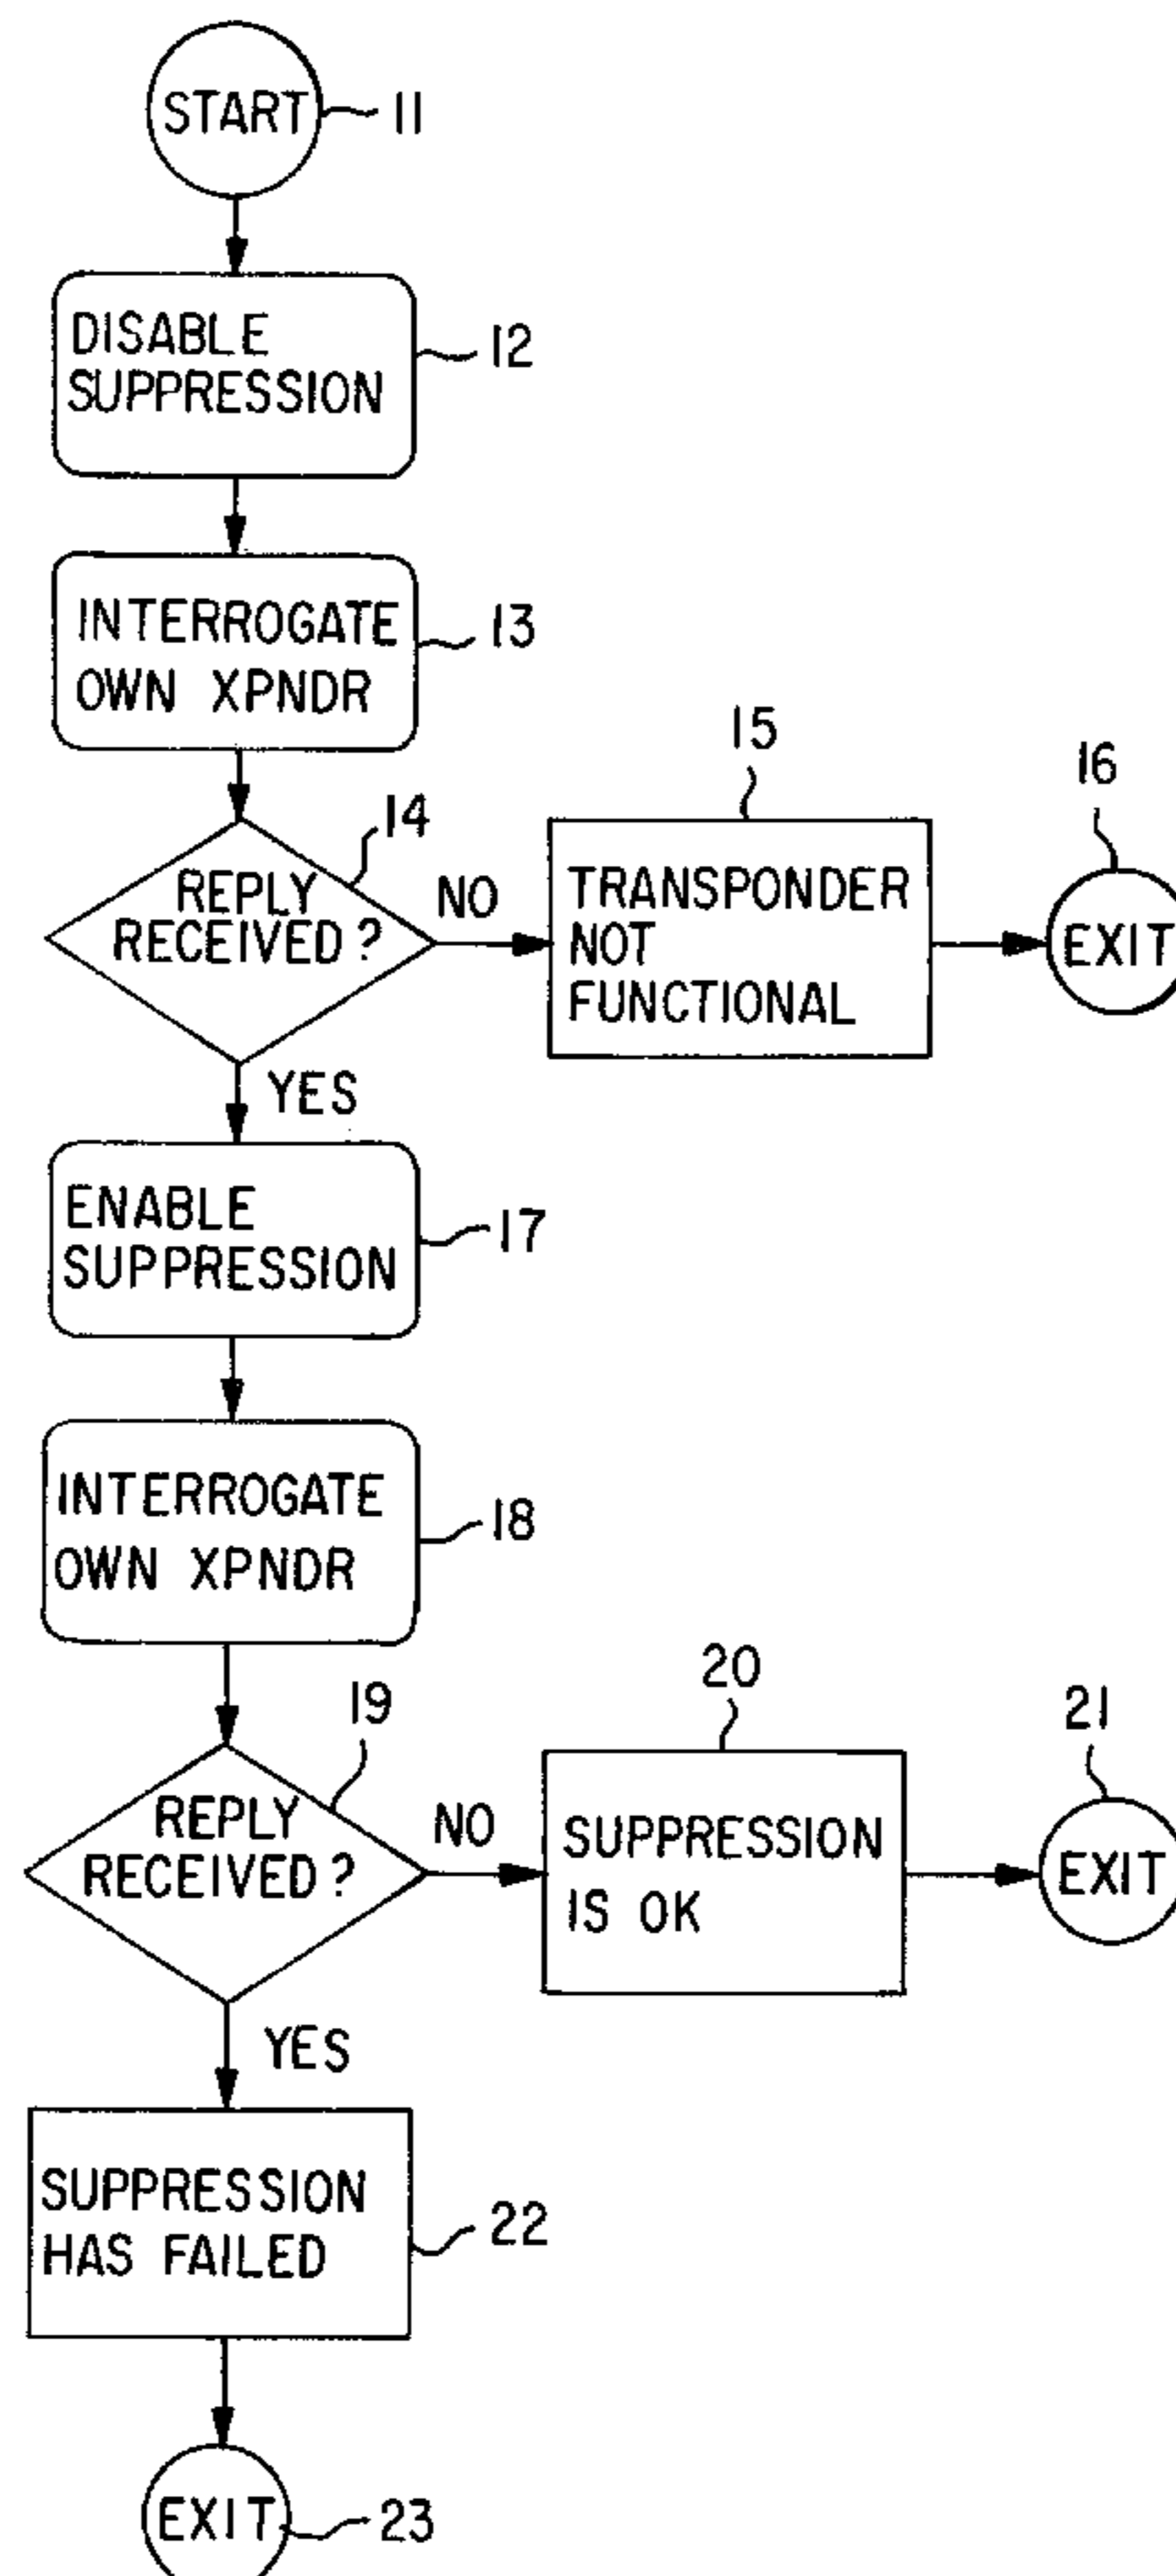 START
11
DISABLE
SUPPRESSION
12
INTERROGATE
OWN XPNDR
13
14
REPLY
RECEIVED?
NO
15
TRANSPONDER
NOT
FUNCTIONAL
16
EXIT
YES
ENABLE
SUPPRESSION
17
INTERROGATE
OWN XPNDR
18
19
REPLY
RECEIVED?
NO
20
SUPPRESSION
IS OK
21
EXIT
YES
SUPPRESSION
HAS FAILED
22
EXIT
23